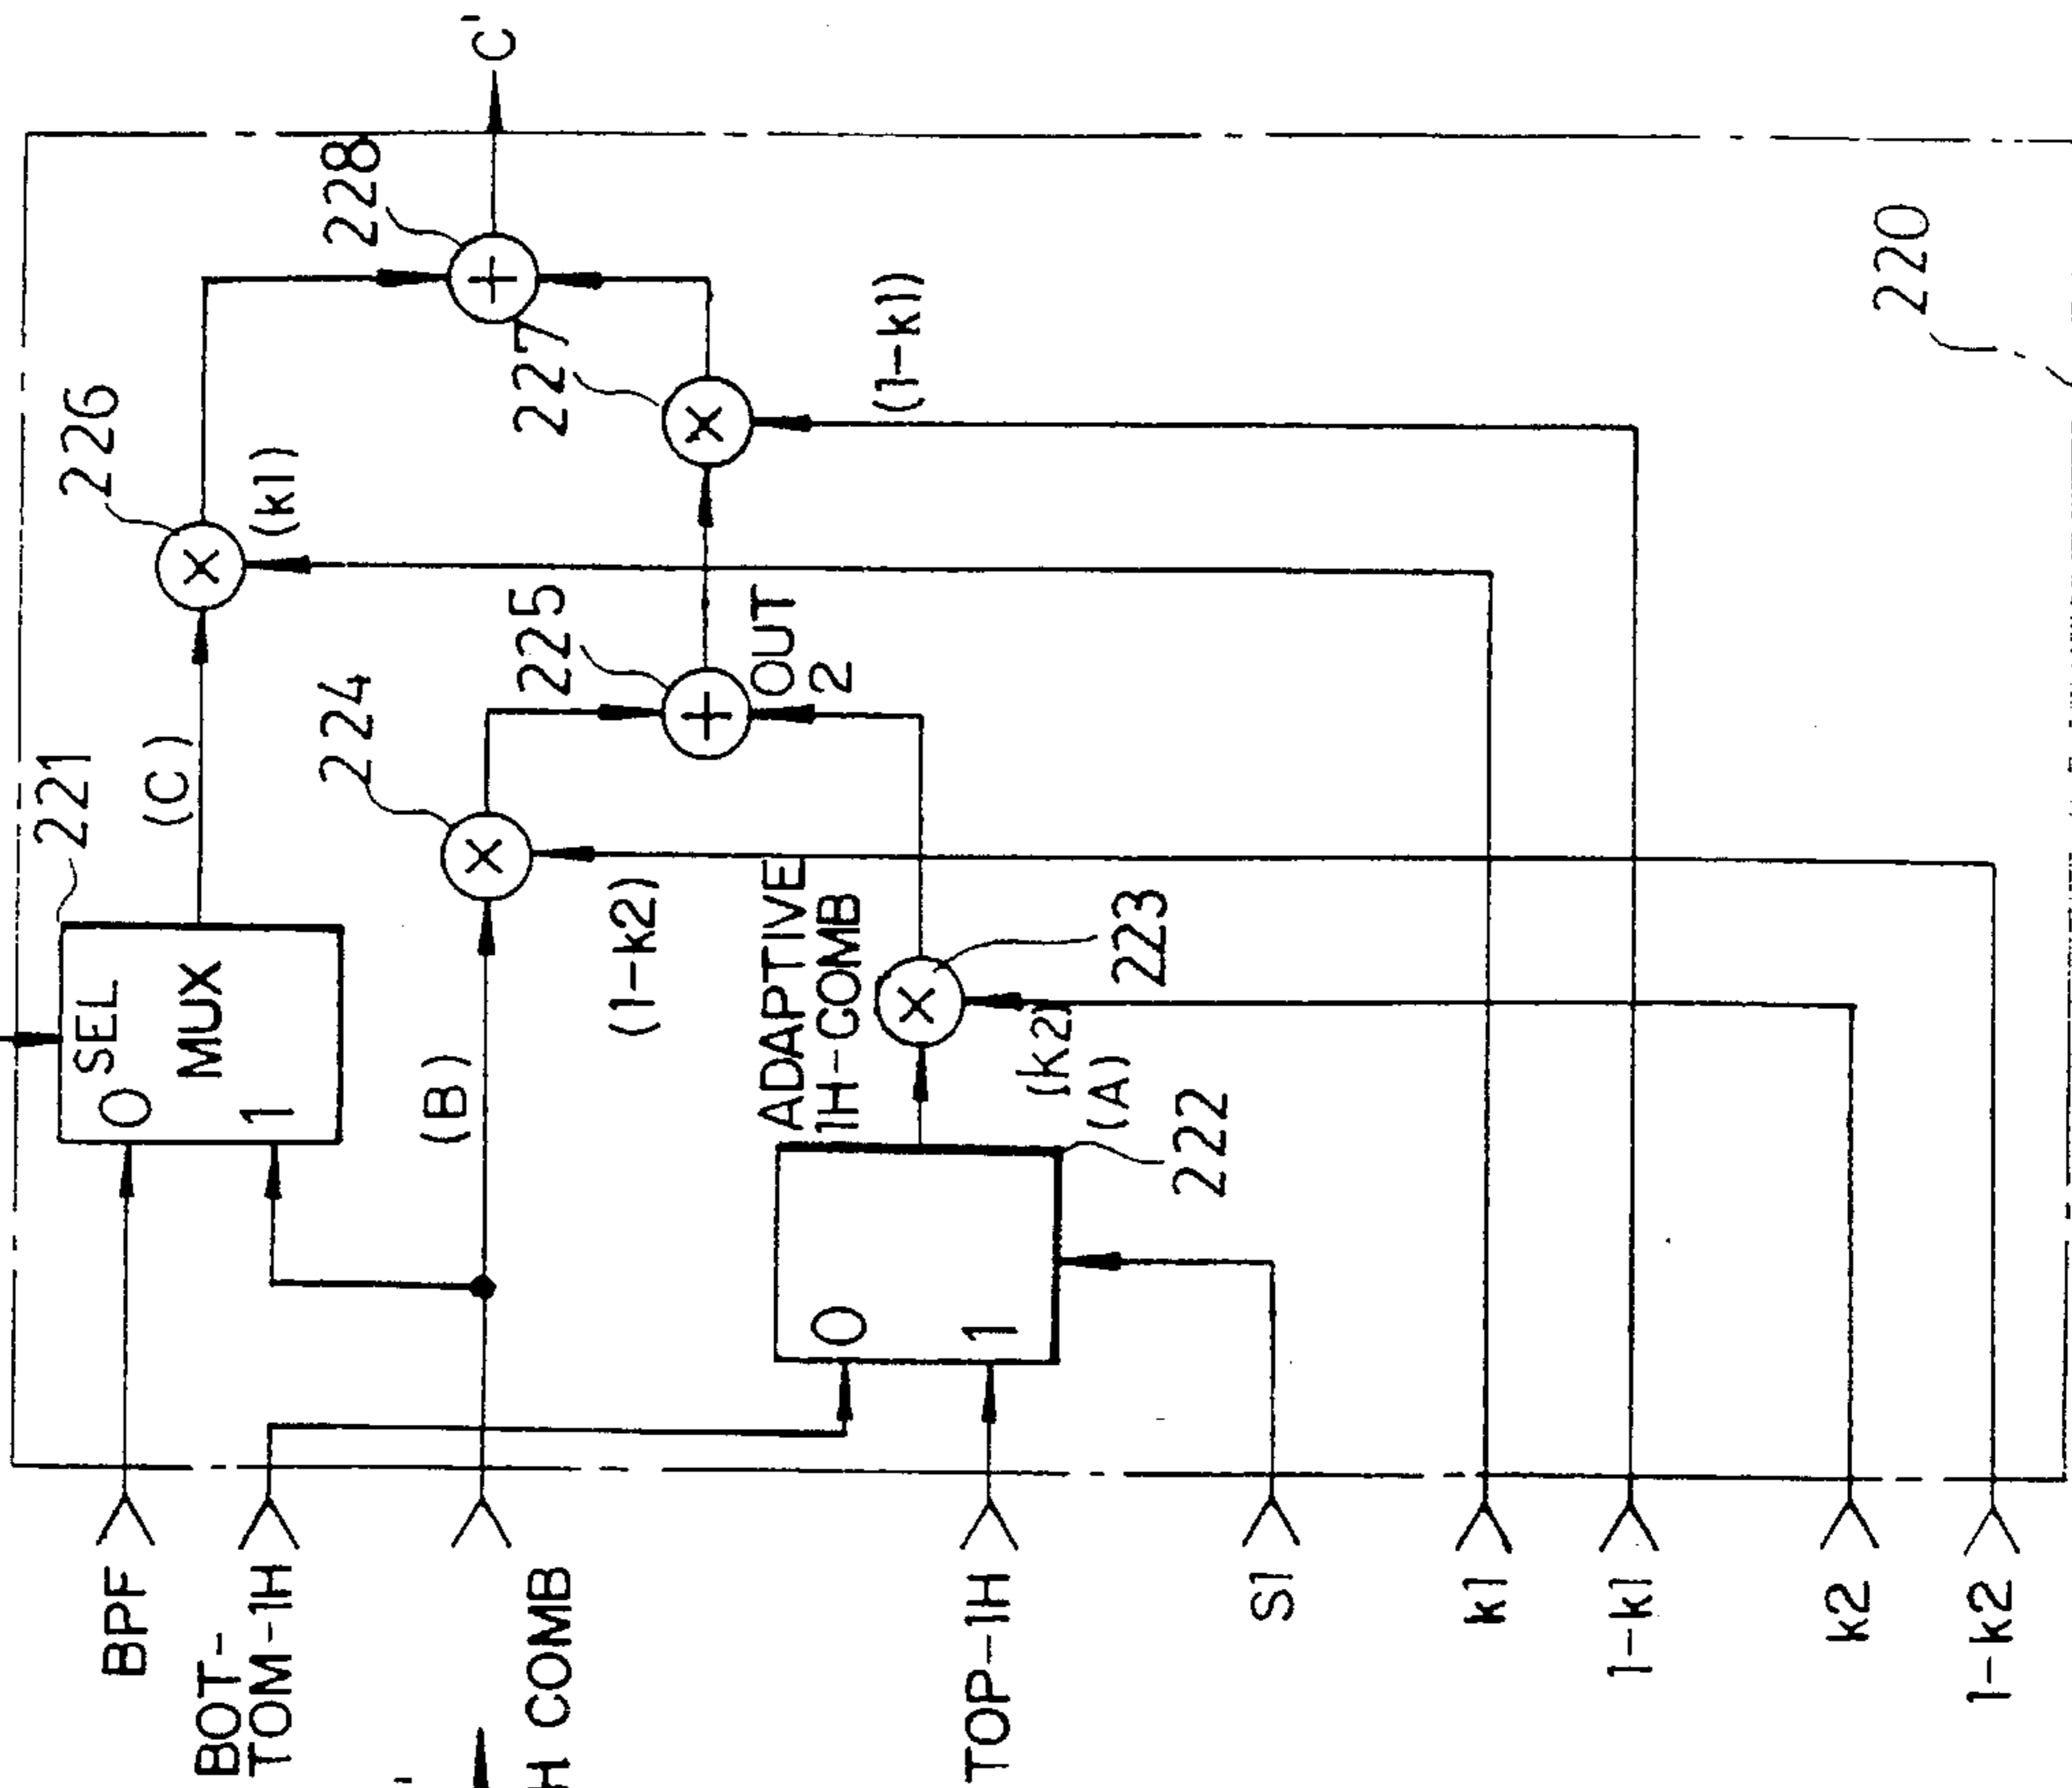 BPF
BOT-
TOM-1H
H COMB
TOP-1H
S1
k1
1-k1
k2
1-k2
SEL
0
MUX
1
221
(C)
(B)
224
(1-k2)
0
1
222
ADAPTIVE
1H-COMB
(A)
(k2)
223
225
OUT
2
226
(k1)
227
(1-k1)
228
C'
220